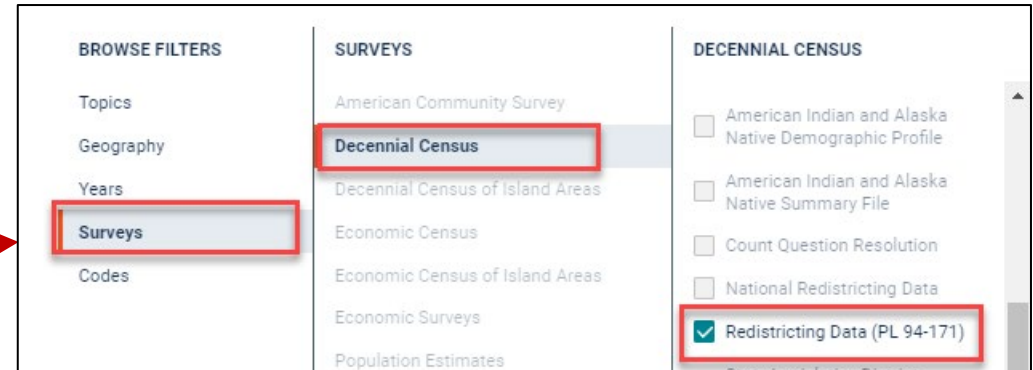 BROWSE FILTERS
Topics
Geography
Years
Surveys
Codes
SURVEYS
American Community Survey
Decennial Census
Decennial Census of Island Areas
Economic Census
Economic Census of Island Areas
Economic Surveys
Population Estimates
DECENNIAL CENSUS
American Indian and Alaska
Native Demographic Profile
American Indian and Alaska
Native Summary File
Count Question Resolution
National Redistricting Data
Redistricting Data (PL 94-171)